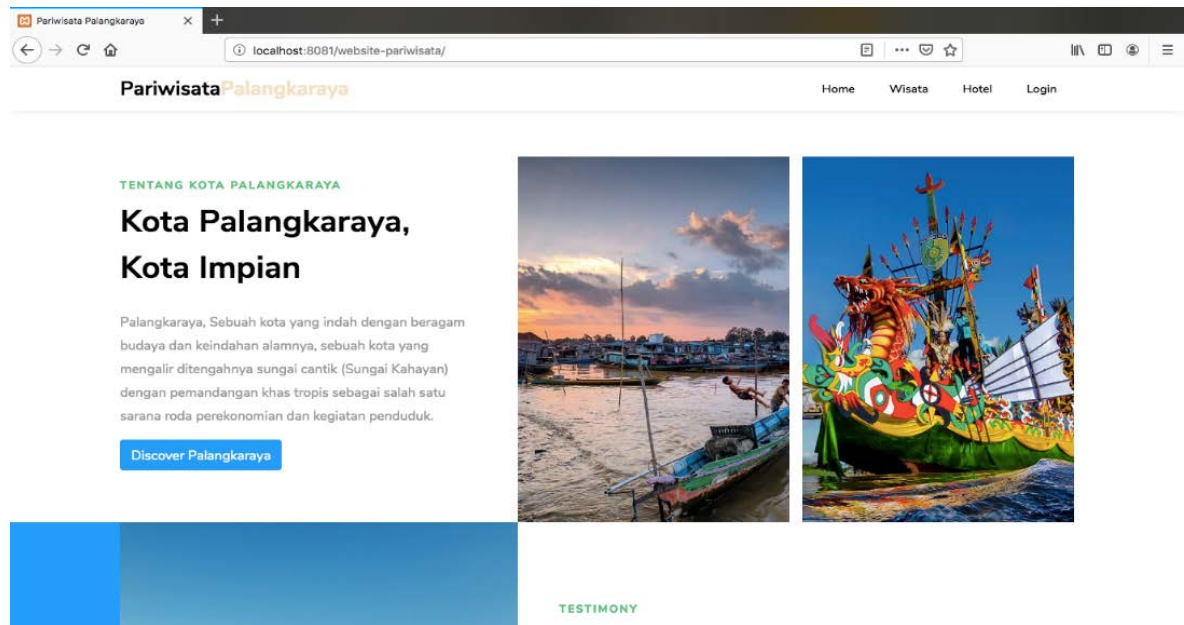 Pariwisata Palangkaraya
localhost:8081/website-pariwisata/
PariwisataPalangkaraya
Home Wisata Hotel Login
TENTANG KOTA PALANGKARAYA
Kota Palangkaraya,
Kota Impian
Palangkaraya, Sebuah kota yang indah dengan beragam
budaya dan keindahan alamnya, sebuah kota yang
mengalir ditengahnya sungai cantik (Sungai Kahayan)
dengan pemandangan khas tropis sebagai salah satu
sarana roda perekonomian dan kegiatan penduduk.
Discover Palangkaraya
TESTIMONY